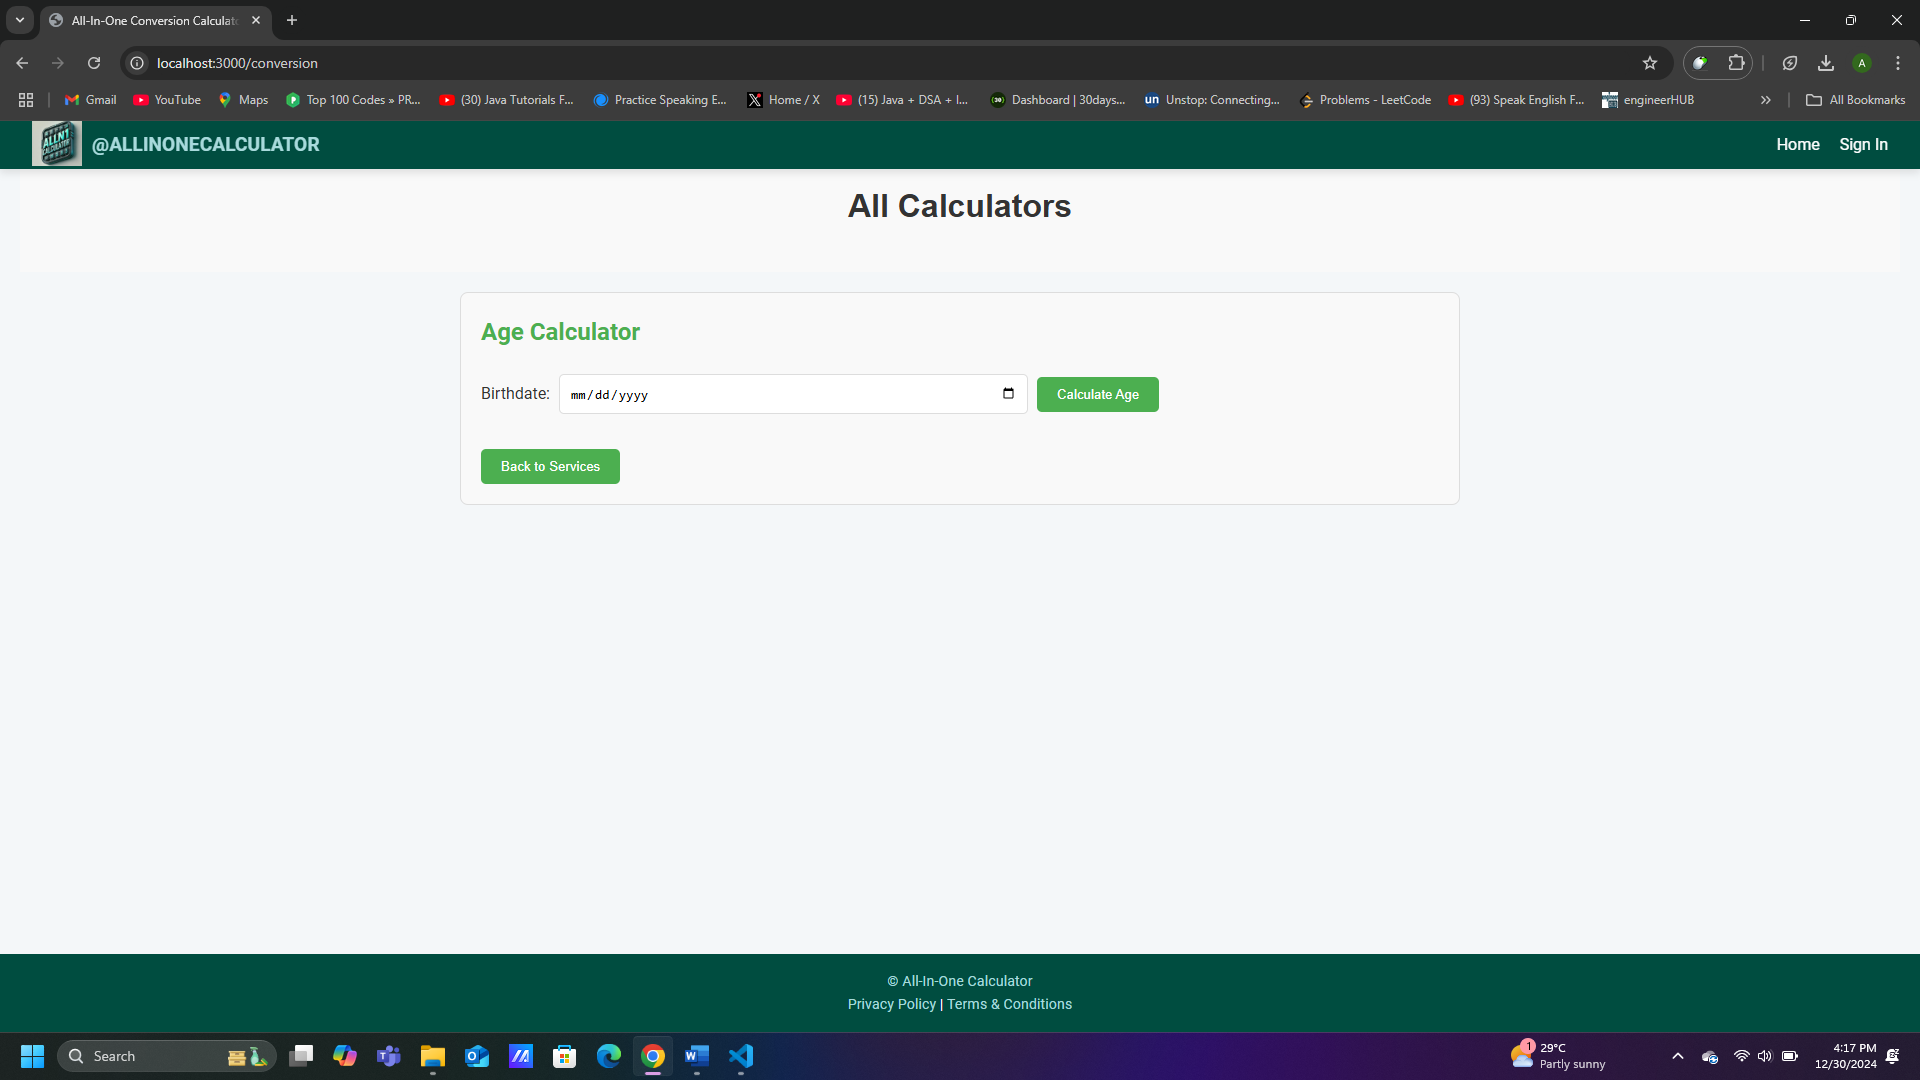 All-In-One Conversion Calculat
localhost:3000/conversion
Gmail YouTube Maps Top 100 Codes » PR... (30) Java Tutorials F... Practice Speaking E... Home / X (15) Java + DSA + I... Dashboard | 30days... Unstop: Connecting... Problems - LeetCode (93) Speak English F... engineerHUB All Bookmarks
ALLN1
CALCULATOR
@ALLINONECALCULATOR Home Sign In
All Calculators
Age Calculator
Birthdate: mm/dd/yyyy Calculate Age
Back to Services
© All-In-One Calculator
Privacy Policy | Terms & Conditions
Search
1 29°C
Partly sunny
4:17 PM
12/30/2024